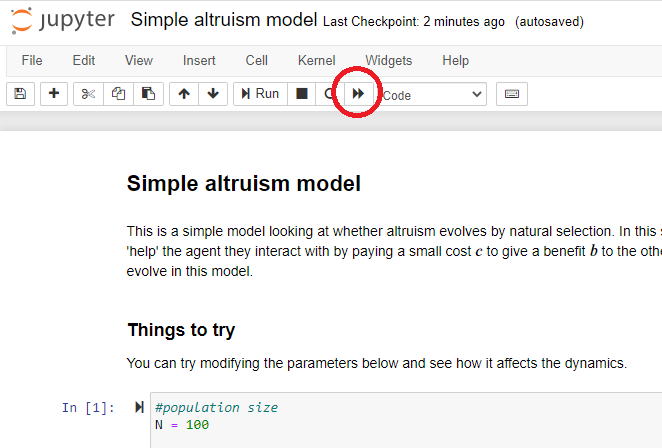 jupyter Simple altruism model Last Checkpoint: 2 minutes ago (autosaved)
File Edit View Insert Cell Kernel Widgets Help
Run Code
Simple altruism model
This is a simple model looking at whether altruism evolves by natural selection. In this
'help' the agent they interact with by paying a small cost c to give a benefit b to the
evolve in this model.
Things to try
You can try modifying the parameters below and see how it affects the dynamics.
In [1]: #population size
N = 100